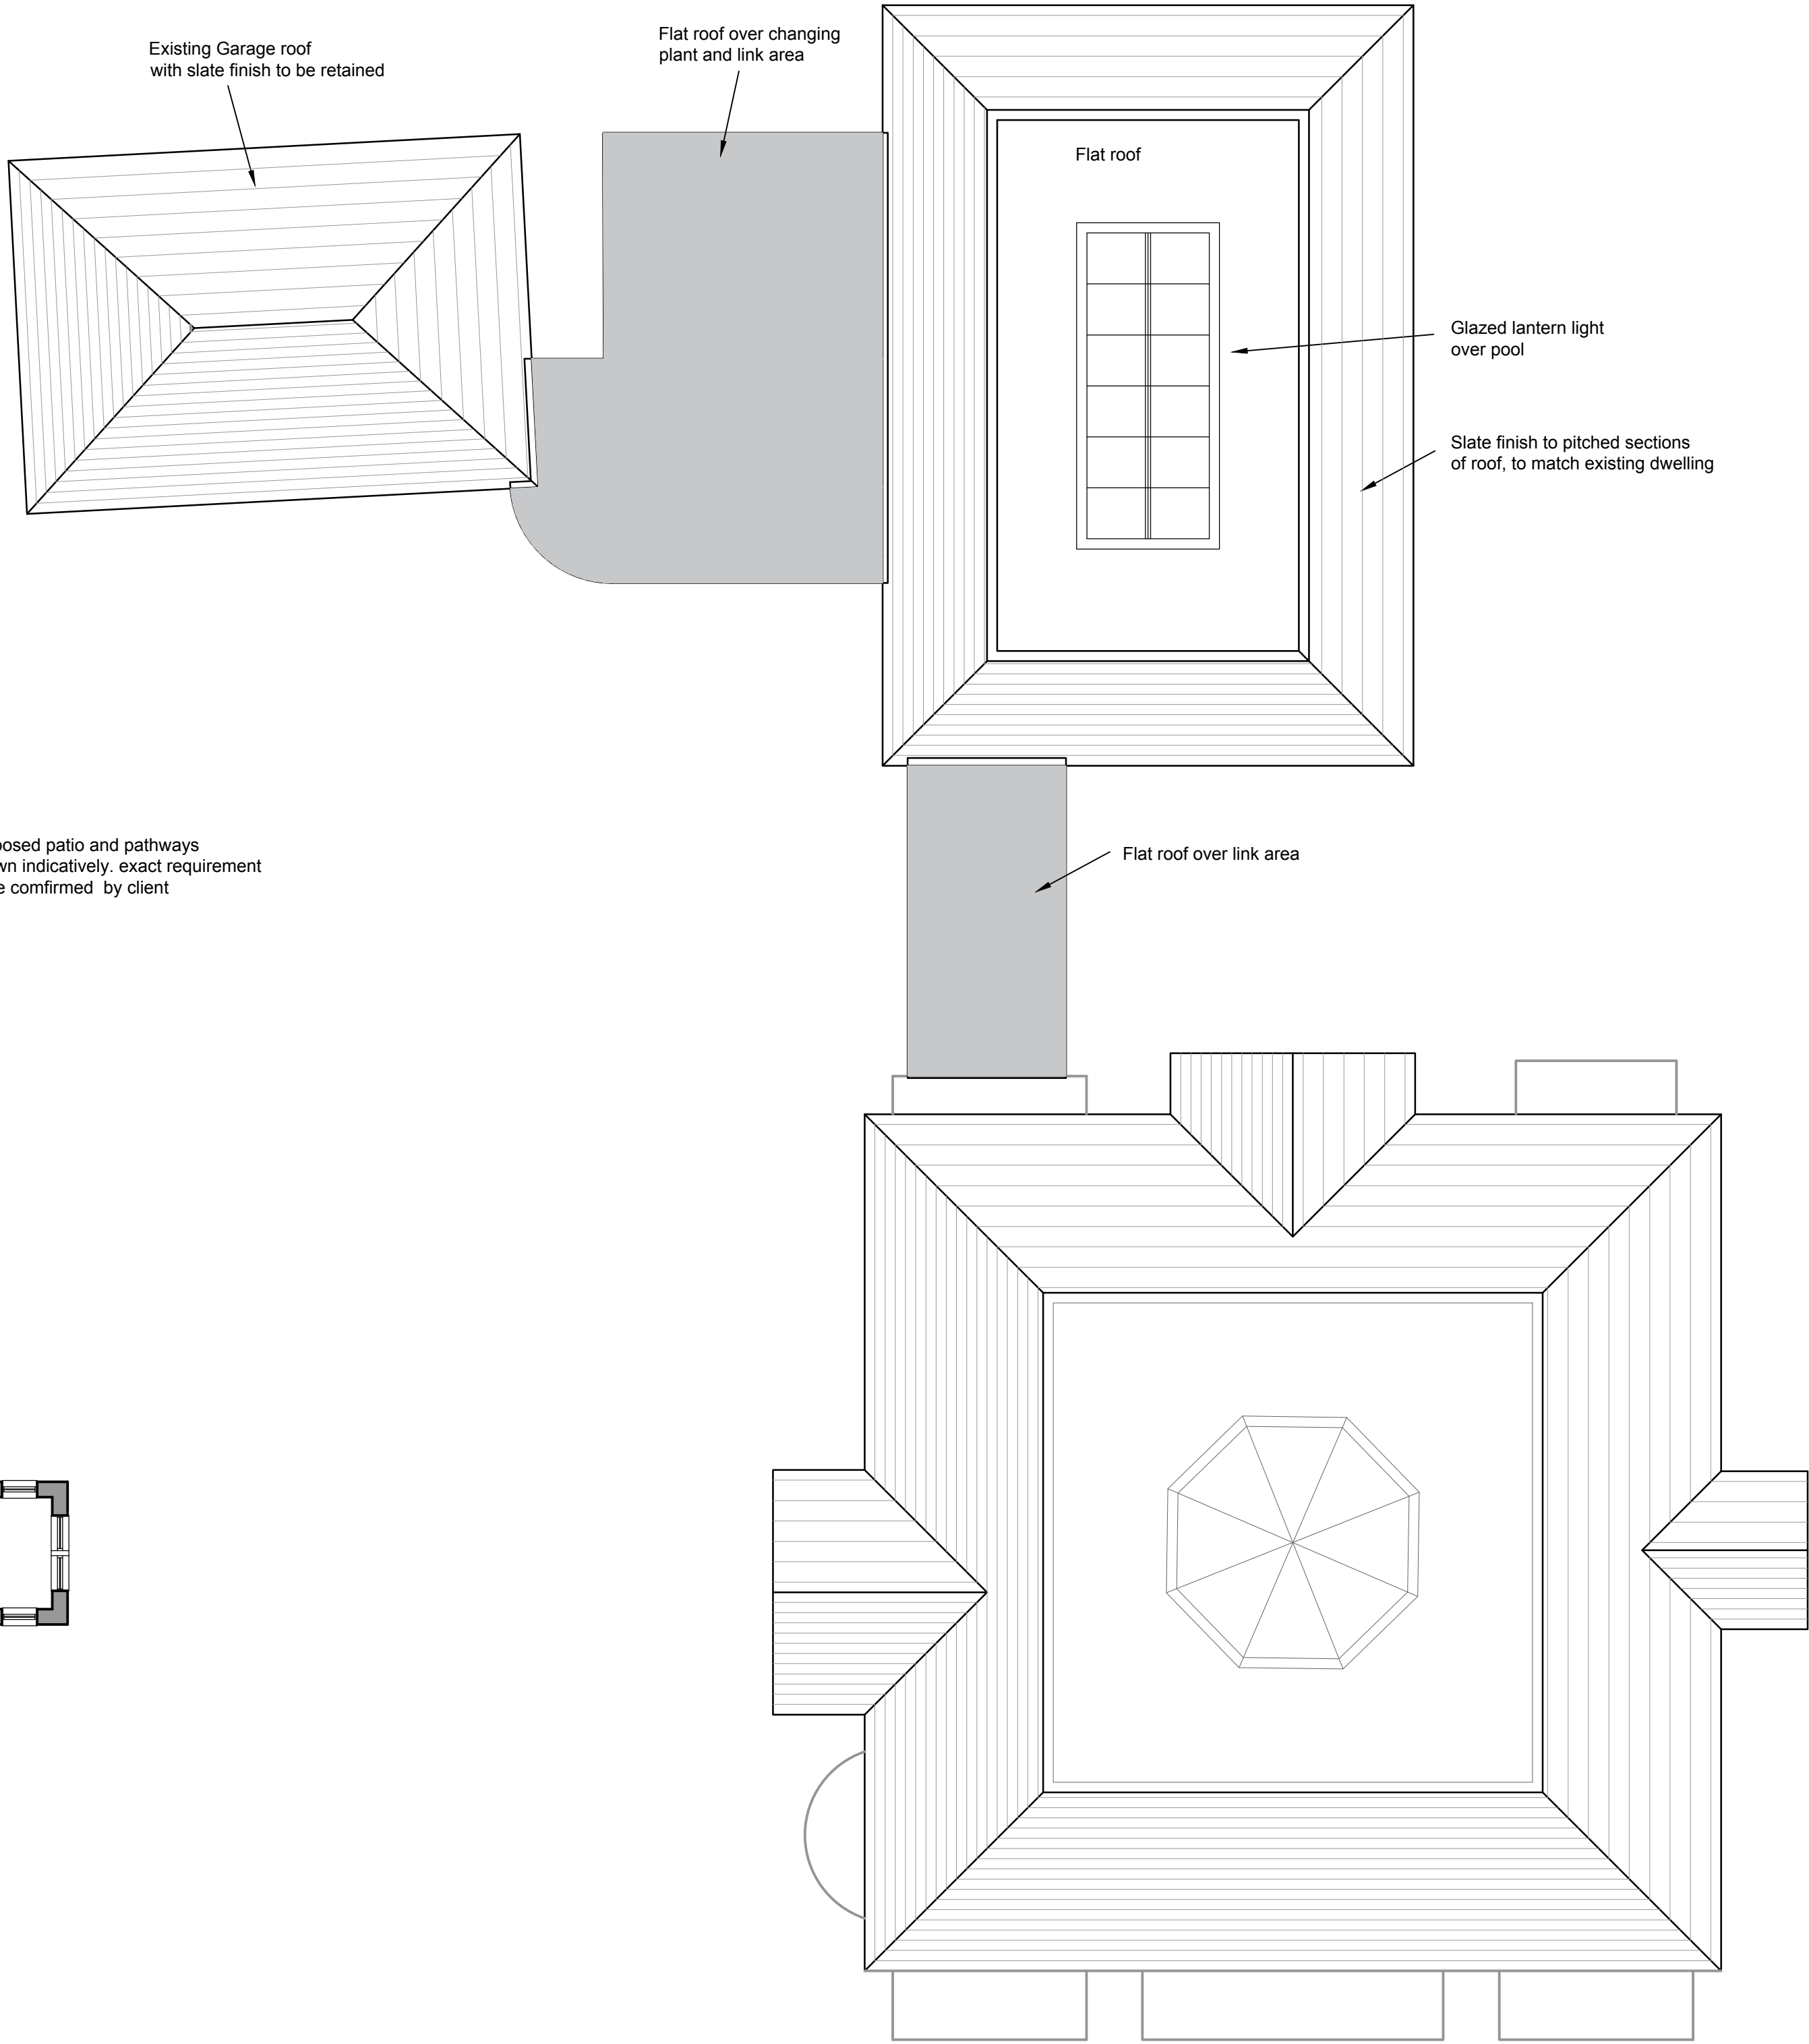 Flat roof over changing
plant and link area
Existing Garage roof
with slate finish to be retained
Flat roof
Glazed lantern light
over pool
Slate finish to pitched sections
of roof, to match existing dwelling
posed patio and pathways
wn indicatively. exact requirement
e comfirmed by client
Flat roof over link area